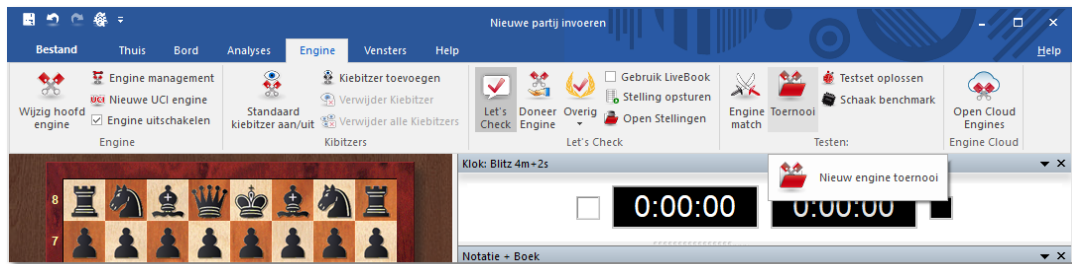 Nieuwe partij invoeren
Bestand Thuis Bord Analyses Engine Vensters Help Help
Wijzig hoofd engine
Engine management
UCI Nieuwe UCI engine
Engine uitschakelen
Engine
Standaard kiebitzer aan/uit
Kiebitzer toevoegen
Verwijder Kiebitzer
Verwijder alle Kiebitzers
Kibitzers
Let's Check
Doneer Engine
Overig
Gebruik LiveBook
Stelling opsturen
Open Stellingen
Let's Check
Engine match
Toernooi
Testset oplossen
Schaak benchmark
Testen:
Open Cloud Engines
Engine Cloud
Nieuw engine toernooi
8
7
Klok: Blitz 4m+2s
0:00:00 0:00:00
Notatie + Boek